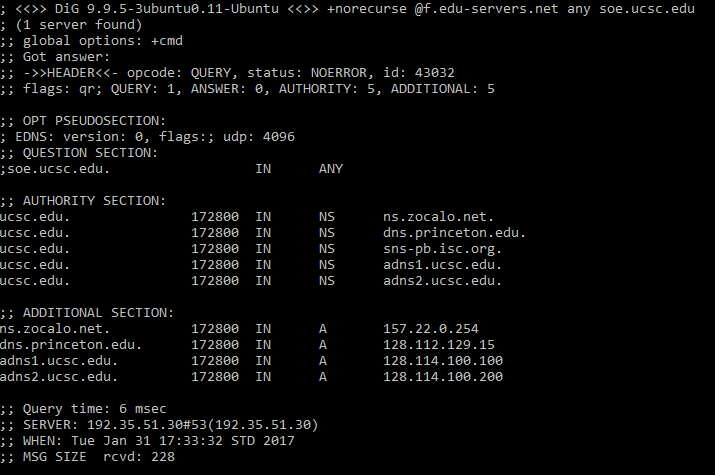 ; <<>> DiG 9.9.5-3ubuntu0.11-Ubuntu <<>> +norecurse @f.edu-servers.net any soe.ucsc.edu
; (1 server found)
;; global options: +cmd
;; Got answer:
;; ->>HEADER<<- opcode: QUERY, status: NOERROR, id: 43032
;; flags: qr; QUERY: 1, ANSWER: 0, AUTHORITY: 5, ADDITIONAL: 5

;; OPT PSEUDOSECTION:
; EDNS: version: 0, flags:; udp: 4096
;; QUESTION SECTION:
;soe.ucsc.edu. IN ANY

;; AUTHORITY SECTION:
ucsc.edu. 172800 IN NS ns.zocalo.net.
ucsc.edu. 172800 IN NS dns.princeton.edu.
ucsc.edu. 172800 IN NS sns-pb.isc.org.
ucsc.edu. 172800 IN NS adns1.ucsc.edu.
ucsc.edu. 172800 IN NS adns2.ucsc.edu.

;; ADDITIONAL SECTION:
ns.zocalo.net. 172800 IN A 157.22.0.254
dns.princeton.edu. 172800 IN A 128.112.129.15
adns1.ucsc.edu. 172800 IN A 128.114.100.100
adns2.ucsc.edu. 172800 IN A 128.114.100.200

;; Query time: 6 msec
;; SERVER: 192.35.51.30#53(192.35.51.30)
;; WHEN: Tue Jan 31 17:33:32 STD 2017
;; MSG SIZE rcvd: 228